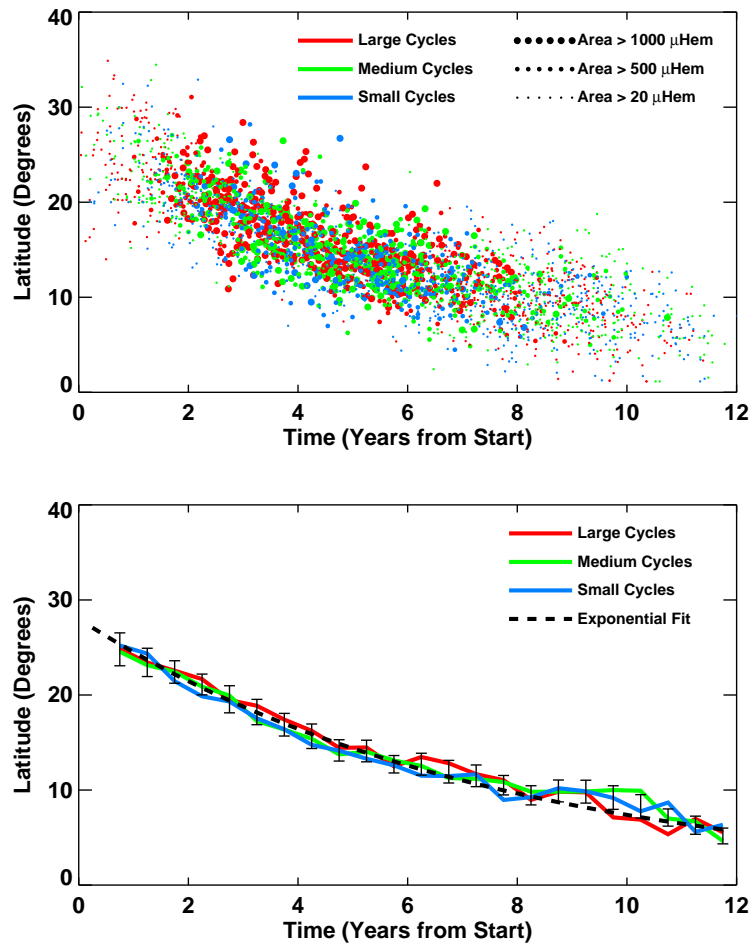 40
30
20
10
0
Latitude (Degrees)
Large Cycles
Medium Cycles
Small Cycles
Area > 1000 μHem
Area > 500 μHem
Area > 20 μHem
0 2 4 6 8 10 12
Time (Years from Start)
40
30
20
10
0
Latitude (Degrees)
Large Cycles
Medium Cycles
Small Cycles
Exponential Fit
0 2 4 6 8 10 12
Time (Years from Start)